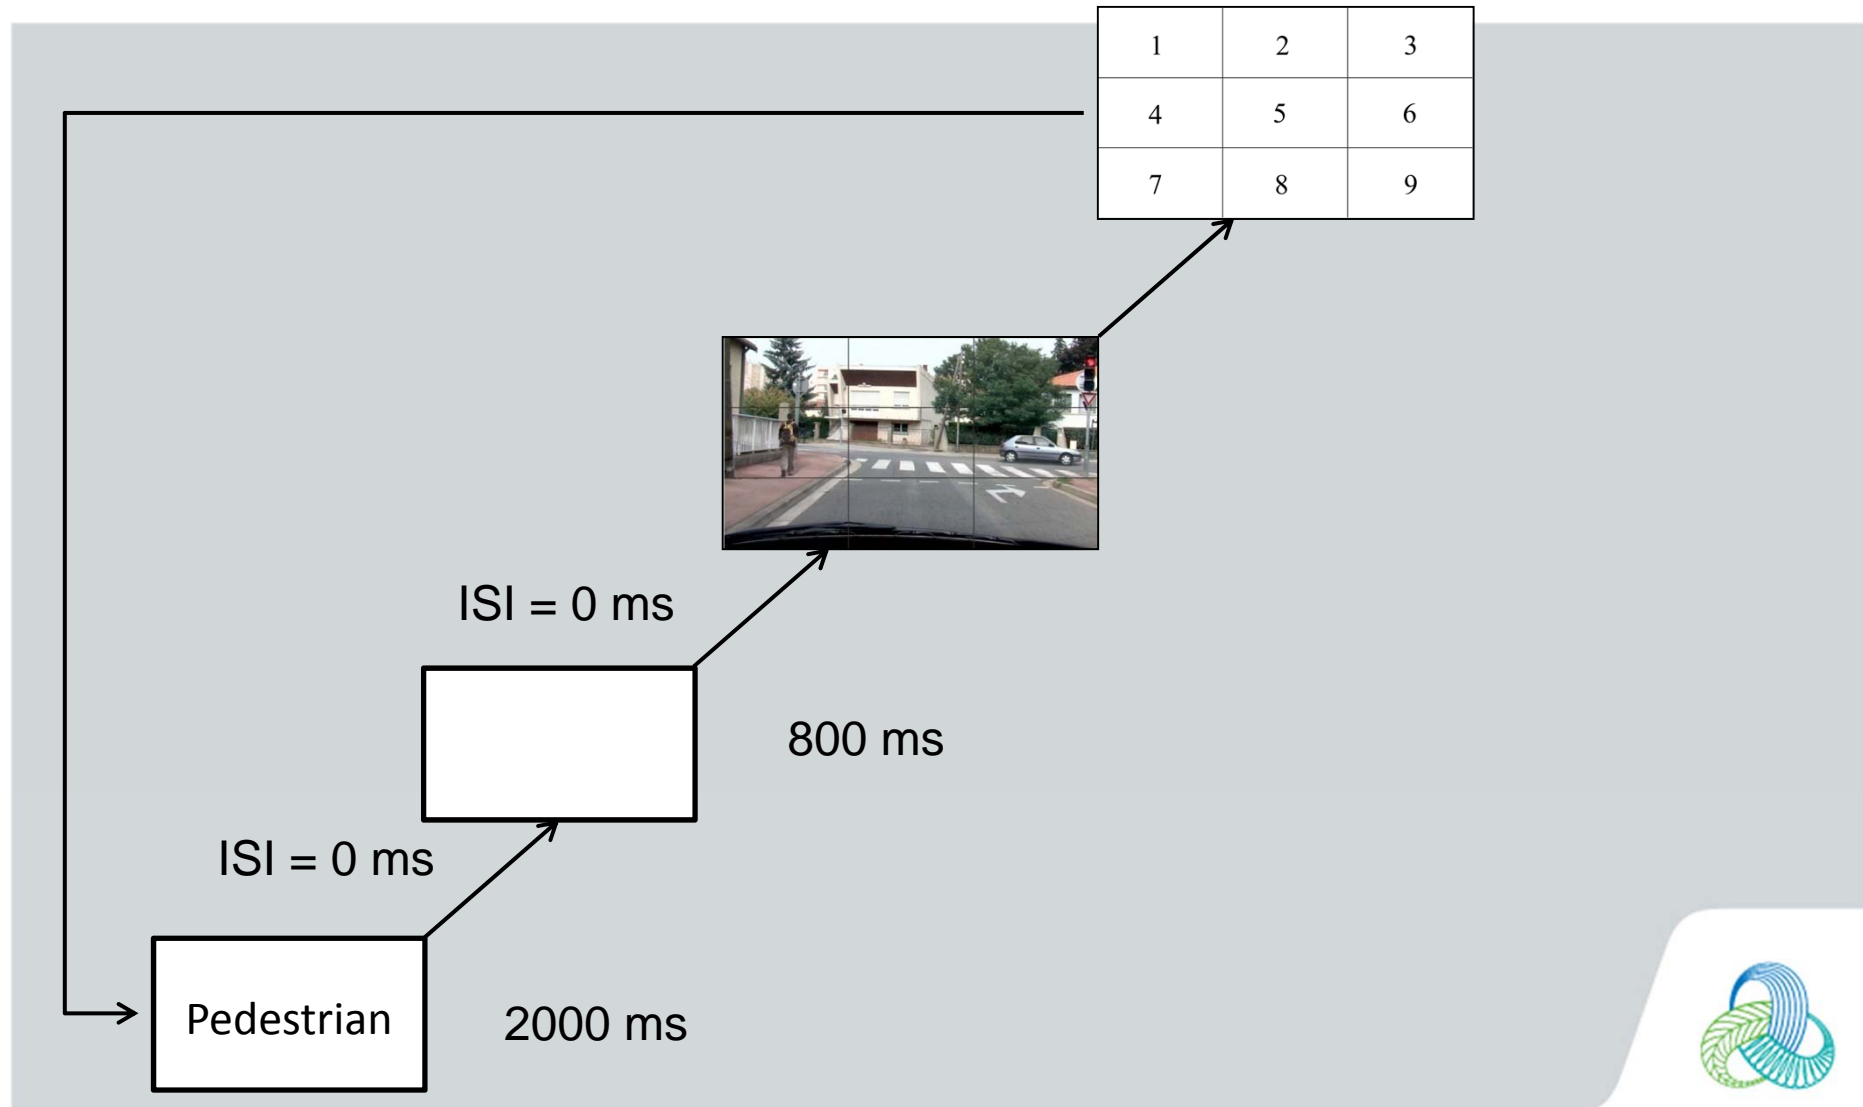 1 2 3
4 5 6
7 8 9
ISI = 0 ms
800 ms
ISI = 0 ms
Pedestrian
2000 ms